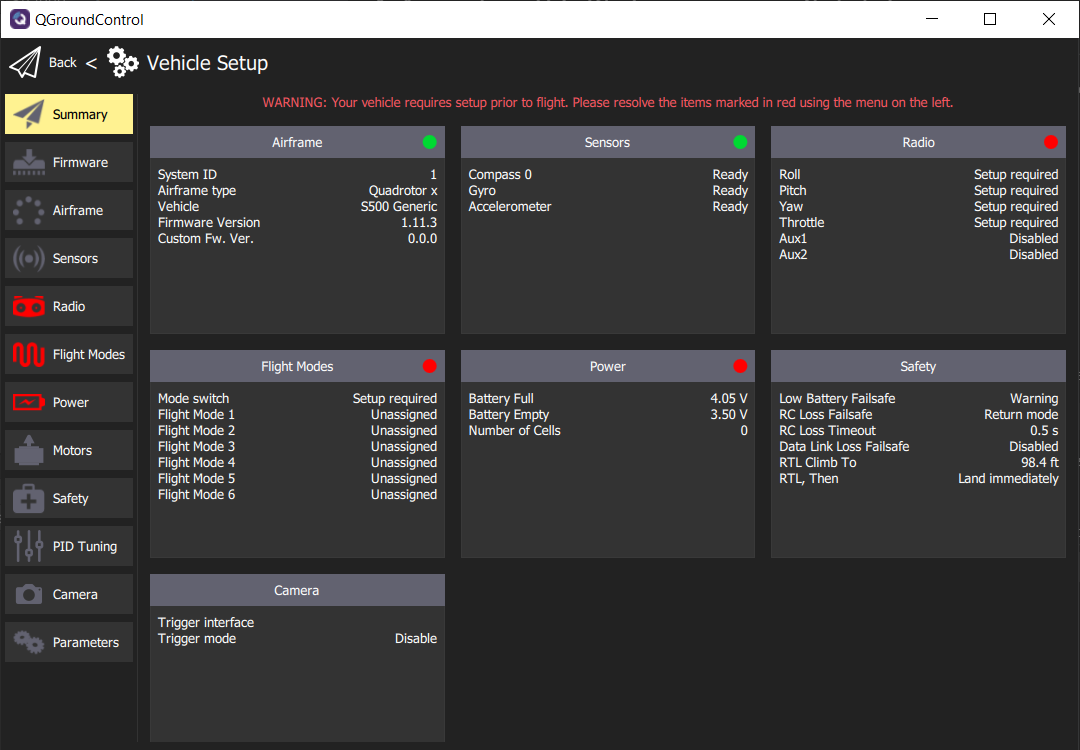 QGroundControl
Back < Vehicle Setup
WARNING: Your vehicle requires setup prior to flight. Please resolve the items marked in red using the menu on the left.
Summary
Firmware
Airframe
Sensors
Radio
Flight Modes
Power
Motors
Safety
PID Tuning
Camera
Parameters
Airframe
System ID 1
Airframe type Quadrotor x
Vehicle S500 Generic
Firmware Version 1.11.3
Custom Fw. Ver. 0.0.0
Sensors
Compass 0 Ready
Gyro Ready
Accelerometer Ready
Radio
Roll Setup required
Pitch Setup required
Yaw Setup required
Throttle Setup required
Aux1 Disabled
Aux2 Disabled
Flight Modes
Mode switch Setup required
Flight Mode 1 Unassigned
Flight Mode 2 Unassigned
Flight Mode 3 Unassigned
Flight Mode 4 Unassigned
Flight Mode 5 Unassigned
Flight Mode 6 Unassigned
Power
Battery Full 4.05 V
Battery Empty 3.50 V
Number of Cells 0
Safety
Low Battery Failsafe Warning
RC Loss Failsafe Return mode
RC Loss Timeout 0.5 s
Data Link Loss Failsafe Disabled
RTL Climb To 98.4 ft
RTL, Then Land immediately
Camera
Trigger interface
Trigger mode Disable